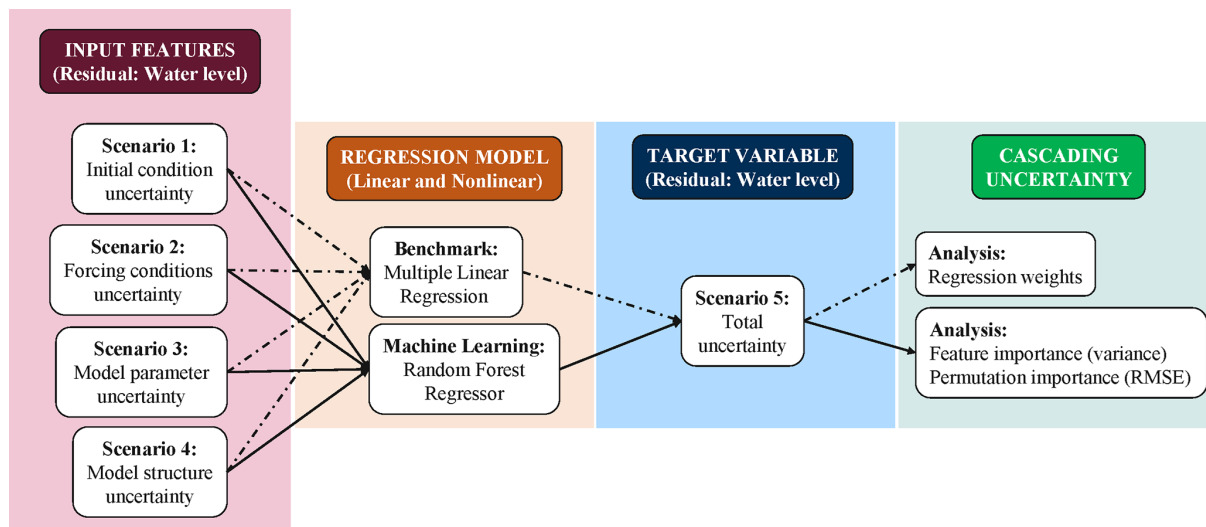 INPUT FEATURES
(Residual: Water level)
Scenario 1:
Initial condition
uncertainty
Scenario 2:
Forcing conditions
uncertainty
Scenario 3:
Model parameter
uncertainty
Scenario 4:
Model structure
uncertainty
REGRESSION MODEL
(Linear and Nonlinear)
Benchmark:
Multiple Linear
Regression
Machine Learning:
Random Forest
Regressor
TARGET VARIABLE
(Residual: Water level)
Scenario 5:
Total
uncertainty
CASCADING
UNCERTAINTY
Analysis:
Regression weights
Analysis:
Feature importance (variance)
Permutation importance (RMSE)